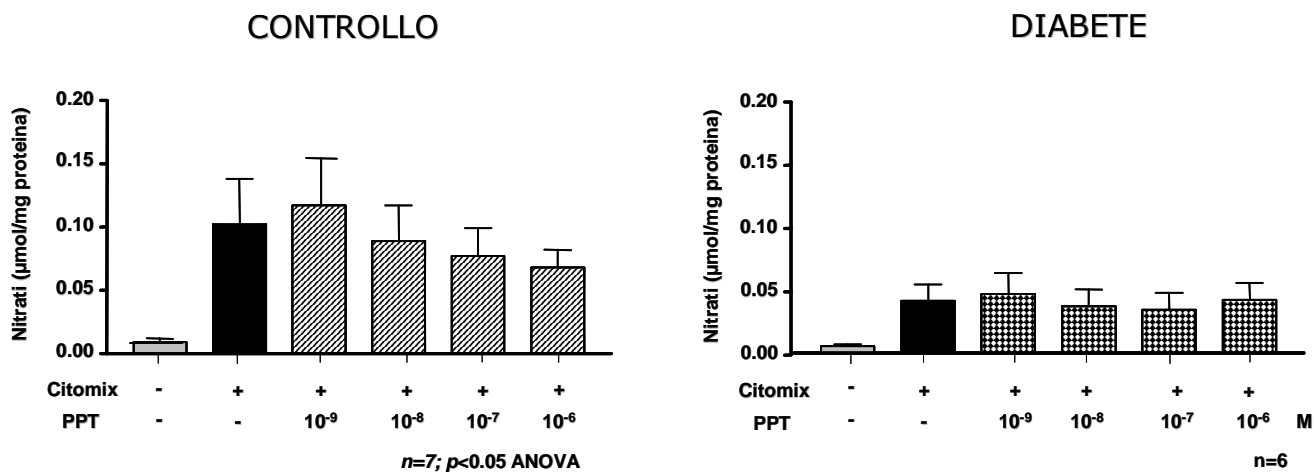 CONTROLLO
Nitrati (µmol/mg proteina)
0.20
0.15
0.10
0.05
0.00
Citomix - + + + + +
PPT - - 10⁻⁹ 10⁻⁸ 10⁻⁷ 10⁻⁶
n=7; p<0.05 ANOVA
DIABETE
Nitrati (µmol/mg proteina)
0.20
0.15
0.10
0.05
0.00
Citomix - + + + + +
PPT - - 10⁻⁹ 10⁻⁸ 10⁻⁷ 10⁻⁶ M
n=6